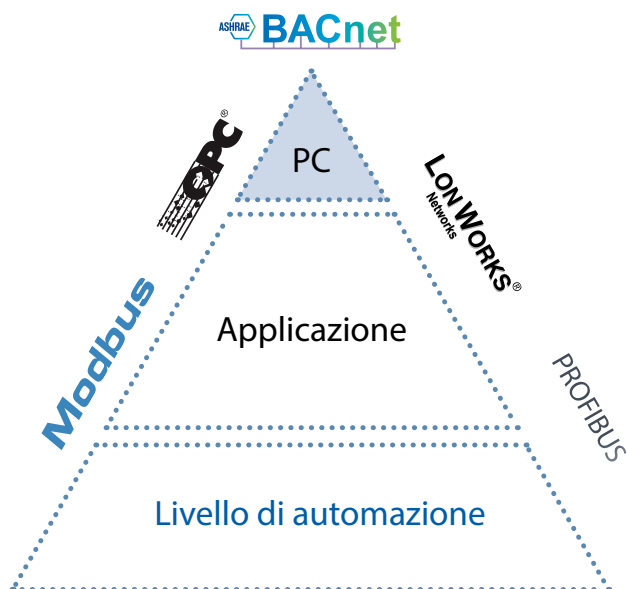 ASHRAE BACnet
OPC®
PC
LONWORKS®
Networks
Modbus
Applicazione
PROFIBUS
Livello di automazione